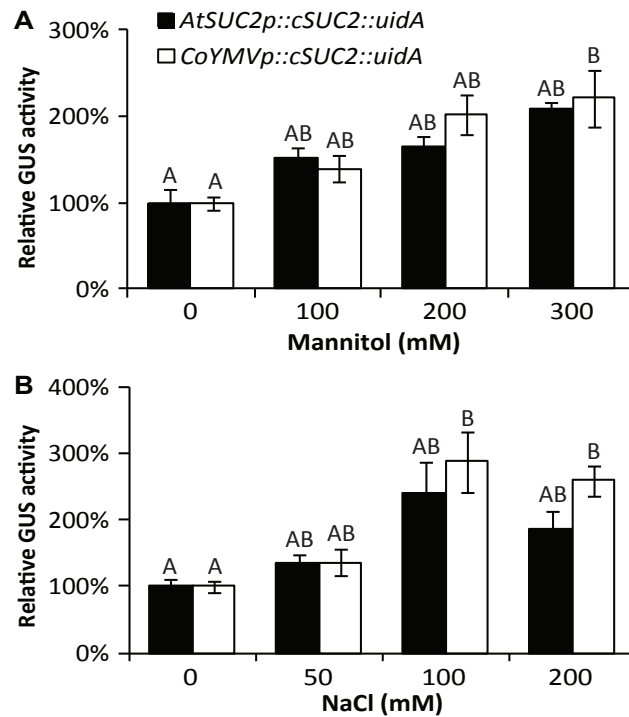 A
300%
200%
100%
0%
Relative GUS activity
AtSUC2p::cSUC2::uidA
CoYMVp::cSUC2::uidA
A A AB AB AB AB AB B
0 100 200 300
Mannitol (mM)
B
400%
300%
200%
100%
0%
Relative GUS activity
A A AB AB AB B AB B
0 50 100 200
NaCl (mM)